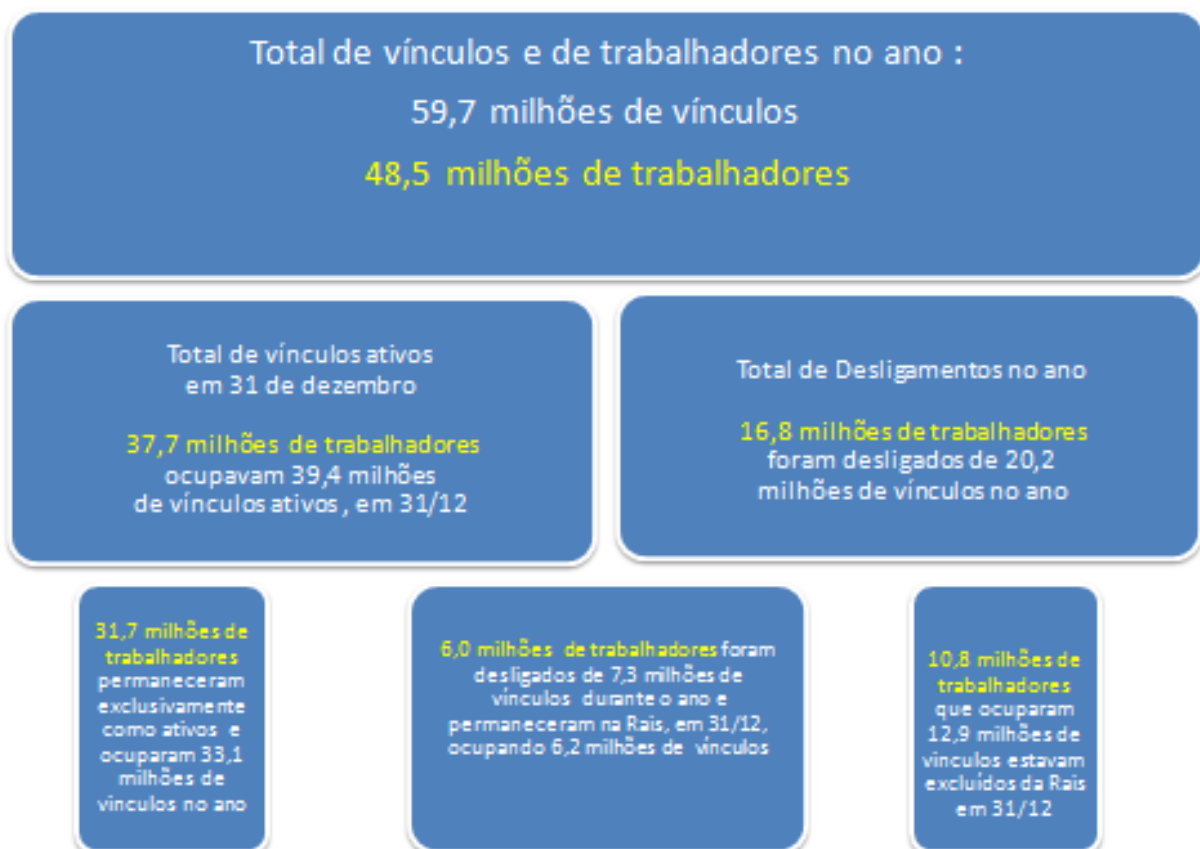 Total de vínculos e de trabalhadores no ano :
59,7 milhões de vínculos
48,5 milhões de trabalhadores
Total de vínculos ativos
em 31 de dezembro
37,7 milhões de trabalhadores
ocupavam 39,4 milhões
de vínculos ativos, em 31/12
Total de Desligamentos no ano
16,8 milhões de trabalhadores
foram desligados de 20,2
milhões de vínculos no ano
31,7 milhões de
trabalhadores
permaneceram
exclusivamente
como ativos e
ocuparam 33,1
milhões de
vinculos no ano
6,0 milhões de trabalhadores foram
desligados de 7,3 milhões de
vínculos durante o ano e
permaneceram na Rais, em 31/12,
ocupando 6,2 milhões de vínculos
10,8 milhões de
trabalhadores
que ocuparam
12,9 milhões de
vinculos estavam
excluídos da Rais
em 31/12